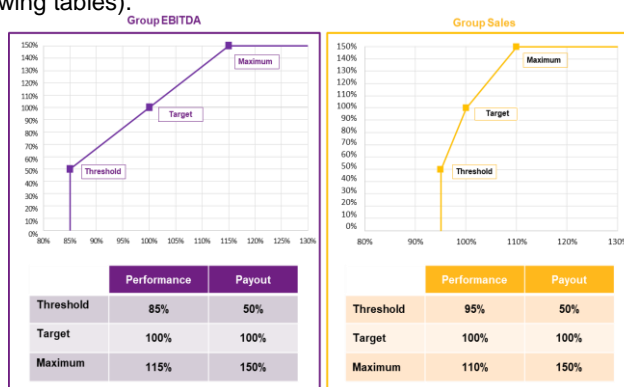 wing tables).
Group EBITDA
150%
140%
130%
120%
110%
100%
90%
80%
70%
60%
50%
40%
30%
20%
10%
0%
Maximum
Target
Threshold
80% 85% 90% 95% 100% 105% 110% 115% 120% 125% 130%
Performance Payout
Threshold 85% 50%
Target 100% 100%
Maximum 115% 150%
Group Sales
150%
140%
130%
120%
110%
100%
90%
80%
70%
60%
50%
40%
30%
20%
10%
0%
Maximum
Target
Threshold
80% 90% 100% 110% 120% 130%
Performance Payout
Threshold 95% 50%
Target 100% 100%
Maximum 110% 150%